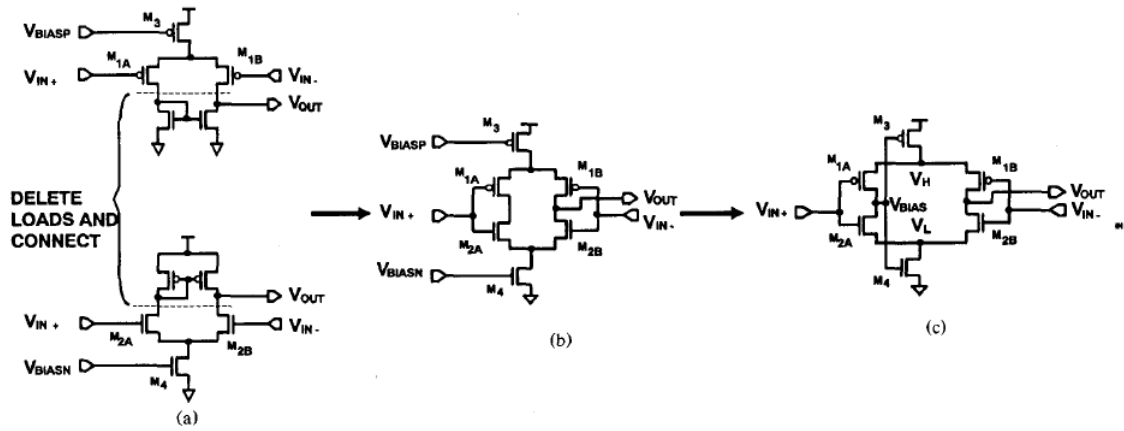 M3
VBIASP
M1A
M1B
VIN+
VIN-
VOUT
DELETE
LOADS AND
CONNECT
VOUT
VIN+
VIN-
M2A
M2B
VBIASN
M4
(a)
M3
VBIASP
M1A
M1B
VOUT
VIN+
VIN-
M2A
M2B
VBIASN
M4
(b)
M3
M1A
M1B
VH
VOUT
VBIAS
VIN+
VIN-
VL
M2A
M2B
M4
(c)